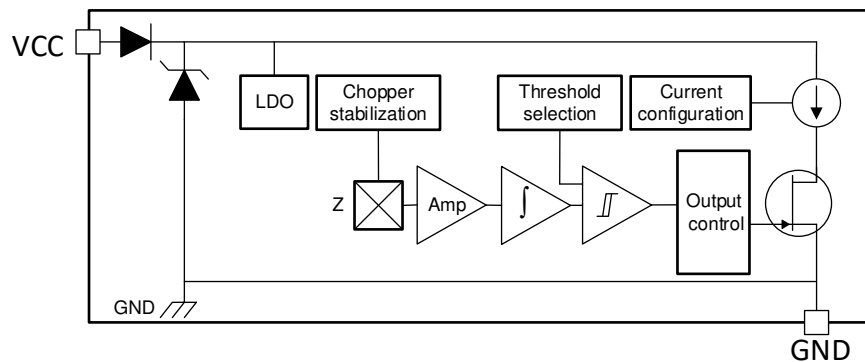 VCC
LDO
Chopper
stabilization
Threshold
selection
Current
configuration
Z
Amp
∫
Output
control
GND
GND